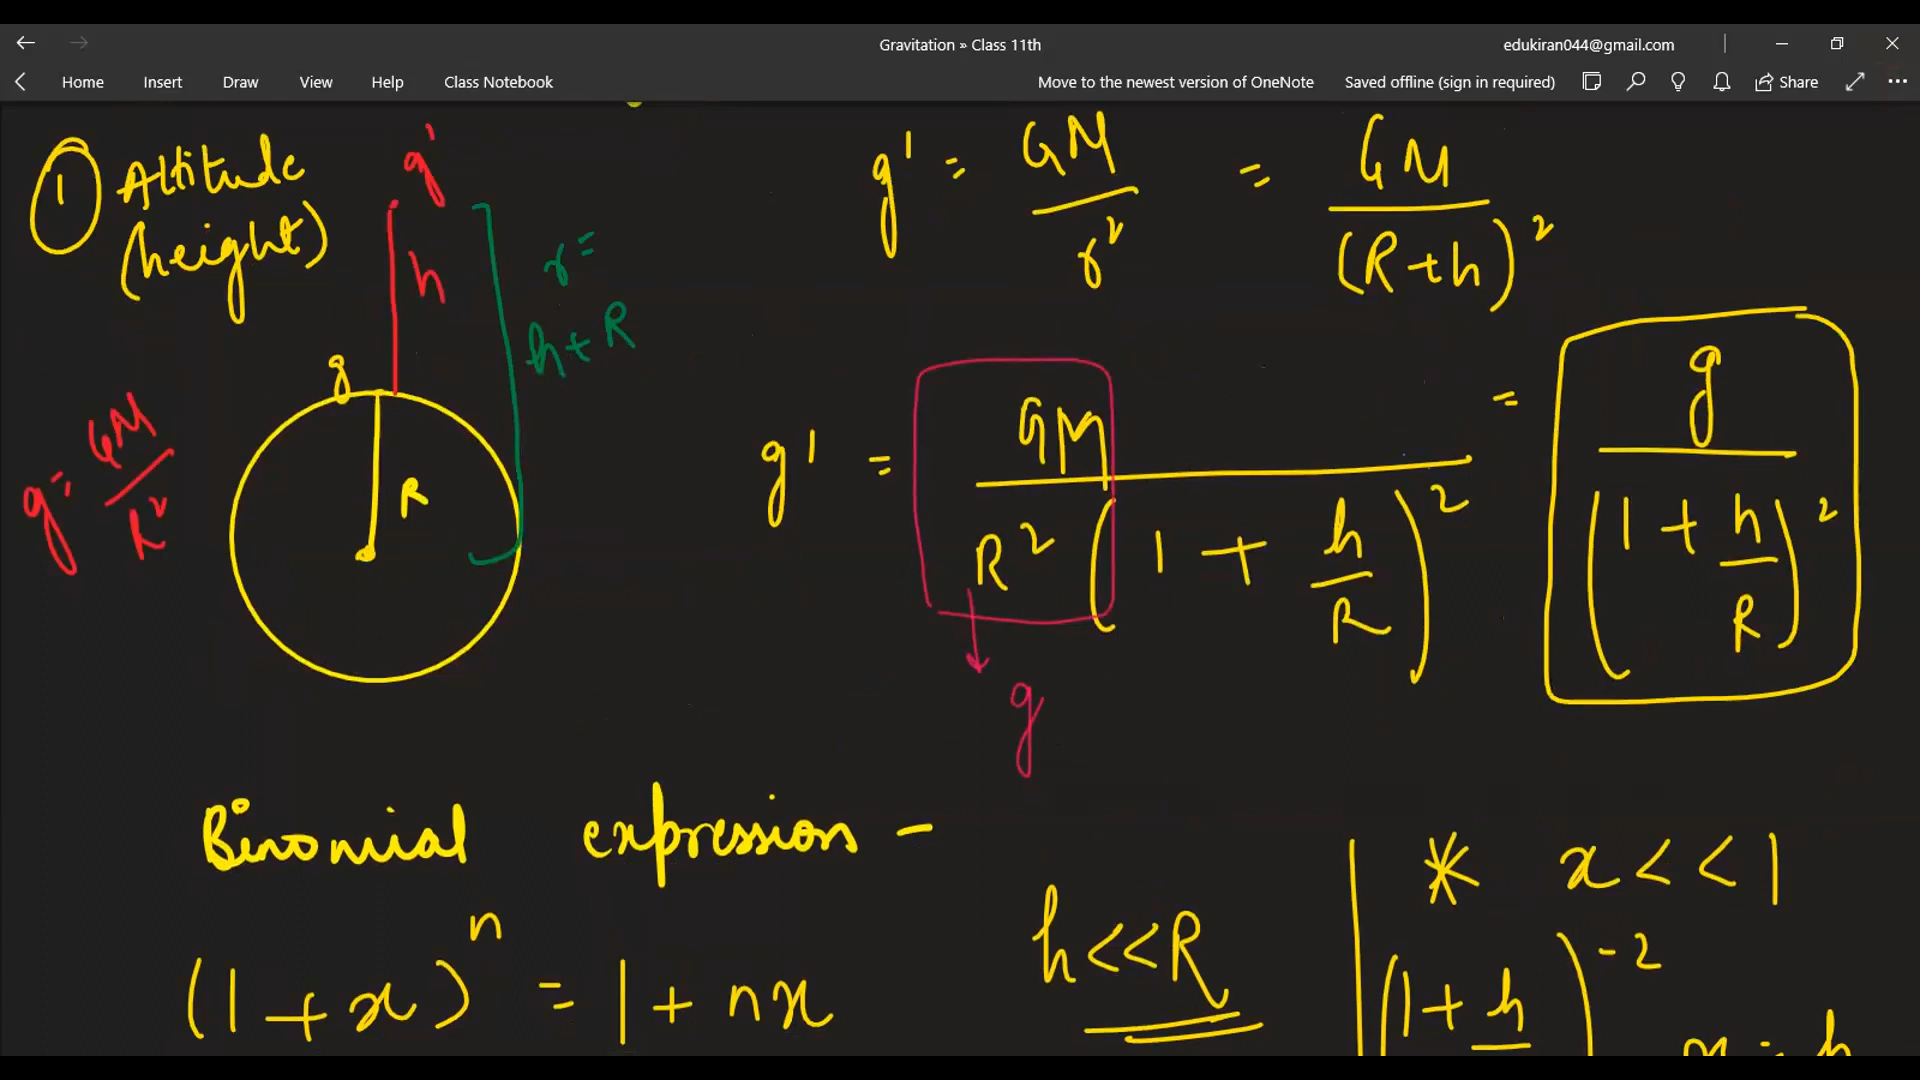 Gravitation » Class 11th
edukiran044@gmail.com
Home Insert Draw View Help Class Notebook
Move to the newest version of OneNote Saved offline (sign in required) Share
① Altitude
(height)
g'
h
r =
h + R
g
R
g = GM / R²
g' = GM / r² = GM / (R+h)²
g' = GM / R² (1 + h/R)² = g / (1 + h/R)²
g
Binomial expression -
(1 + x)ⁿ = 1 + nx
h << R
* x << 1
(1 + h
)⁻²